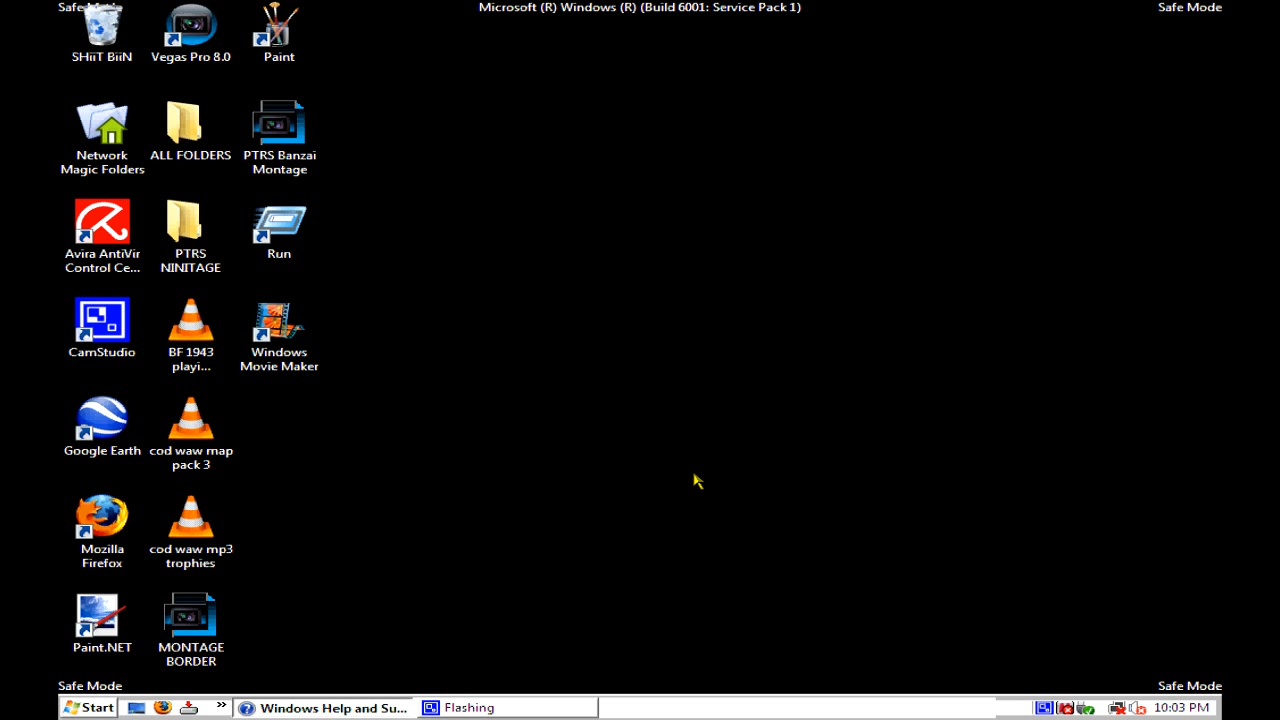 Safe Mode
Microsoft (R) Windows (R) (Build 6001: Service Pack 1)
Safe Mode
SHiiT BiiN
Vegas Pro 8.0
Paint
Network
Magic Folders
ALL FOLDERS
PTRS Banzai
Montage
Avira AntiVir
Control Ce...
PTRS
NINITAGE
Run
CamStudio
BF 1943
playi...
Windows
Movie Maker
Google Earth
cod waw map
pack 3
Mozilla
Firefox
cod waw mp3
trophies
Paint.NET
MONTAGE
BORDER
Safe Mode
Safe Mode
Start
»
Windows Help and Su...
Flashing
10:03 PM